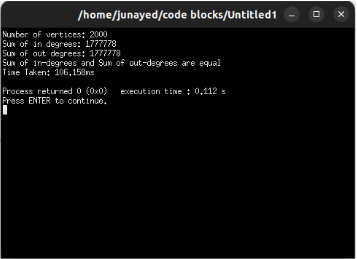 /home/junayed/code blocks/Untitled1
Number of vertices: 2000
Sum of in degrees: 1777778
Sum of out degrees: 1777778
Sum of in-degrees and Sum of out-degrees are equal
Time Taken: 106.158ms
Process returned 0 (0x0)   execution time : 0.112 s
Press ENTER to continue.